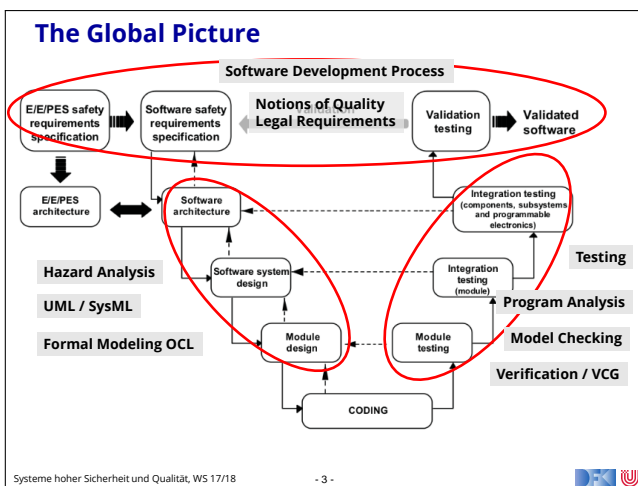 The Global Picture
Software Development Process
E/E/PES safety
requirements
specification
Software safety
requirements
specification
Notions of Quality
Legal Requirements
Validation
testing
Validated
software
E/E/PES
architecture
Software
architecture
Integration testing
(components, subsystems
and programmable
electronics)
Testing
Hazard Analysis
Software system
design
Integration
testing
(module)
UML / SysML
Program Analysis
Formal Modeling OCL
Module
design
Module
testing
Model Checking
Verification / VCG
CODING
Systeme hoher Sicherheit und Qualität, WS 17/18
- 3 -